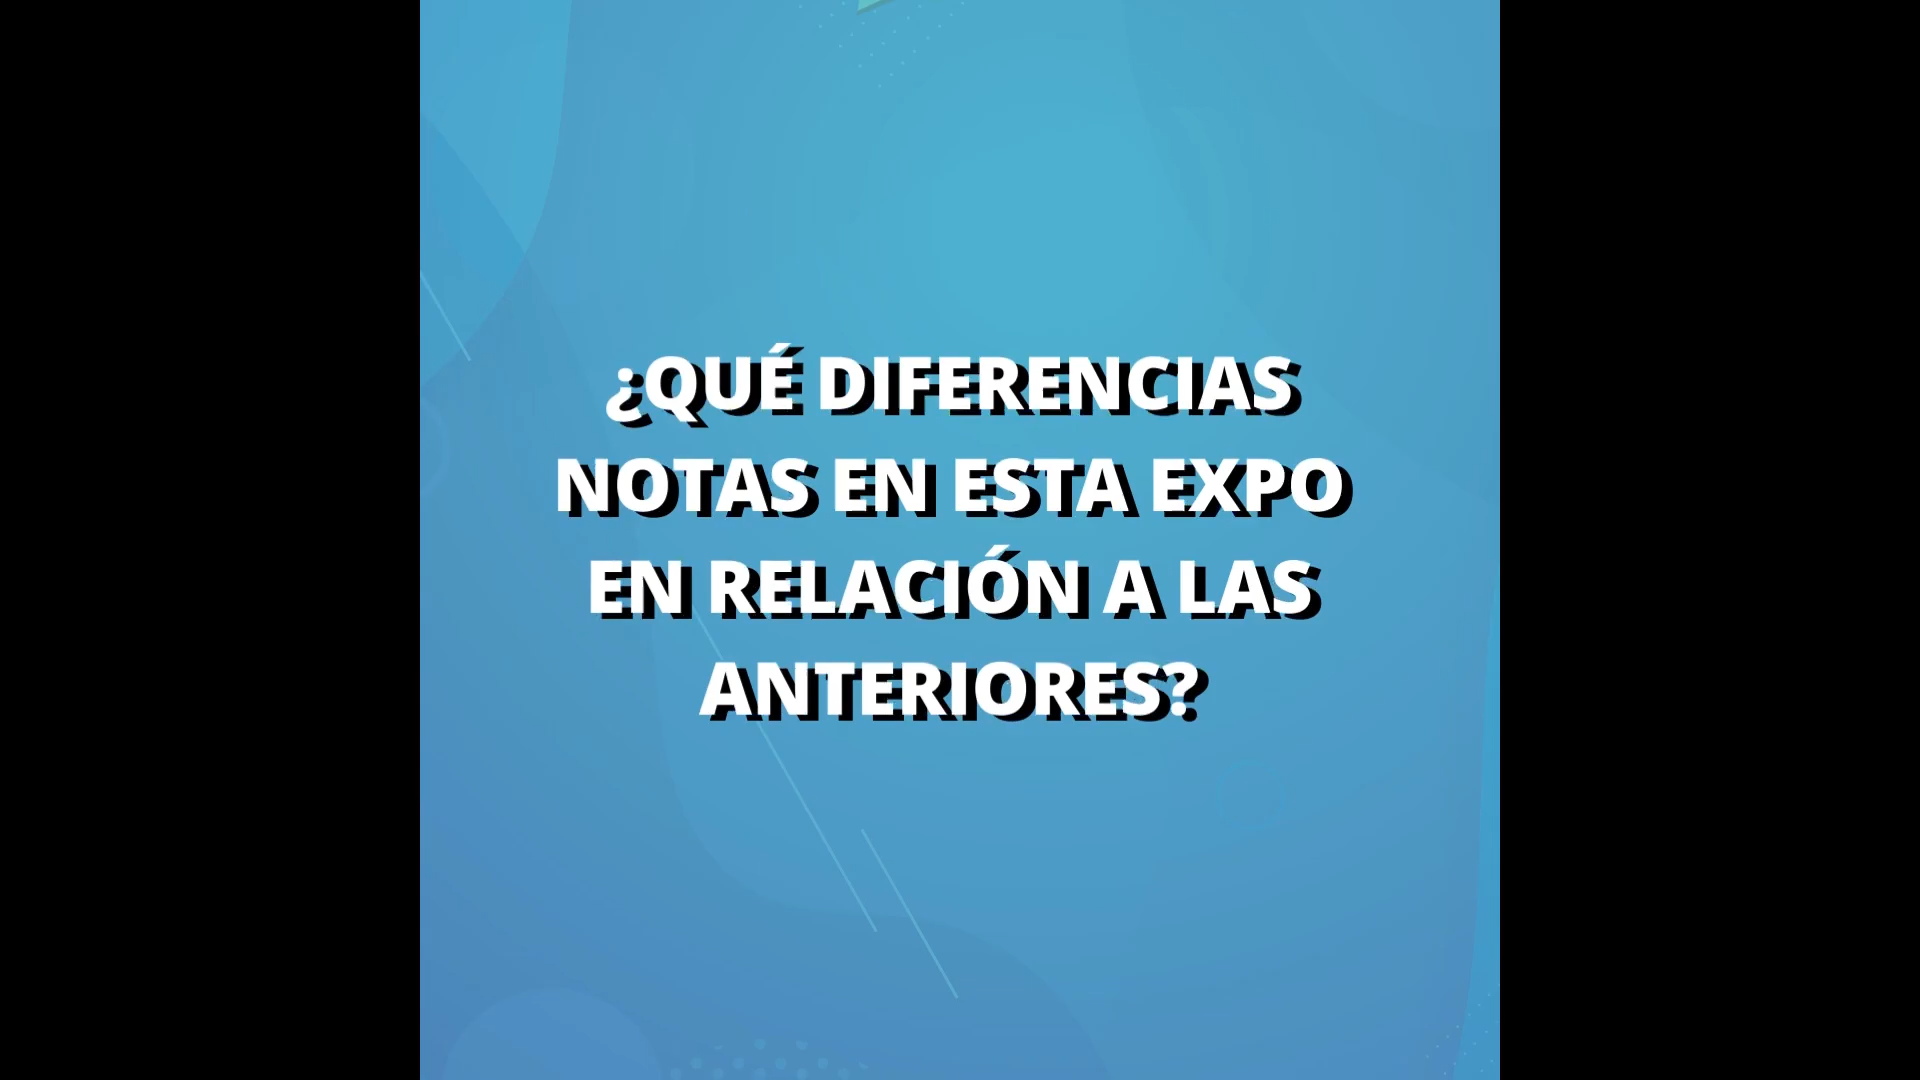 ¿QUÉ DIFERENCIAS
NOTAS EN ESTA EXPO
EN RELACIÓN A LAS
ANTERIORES?